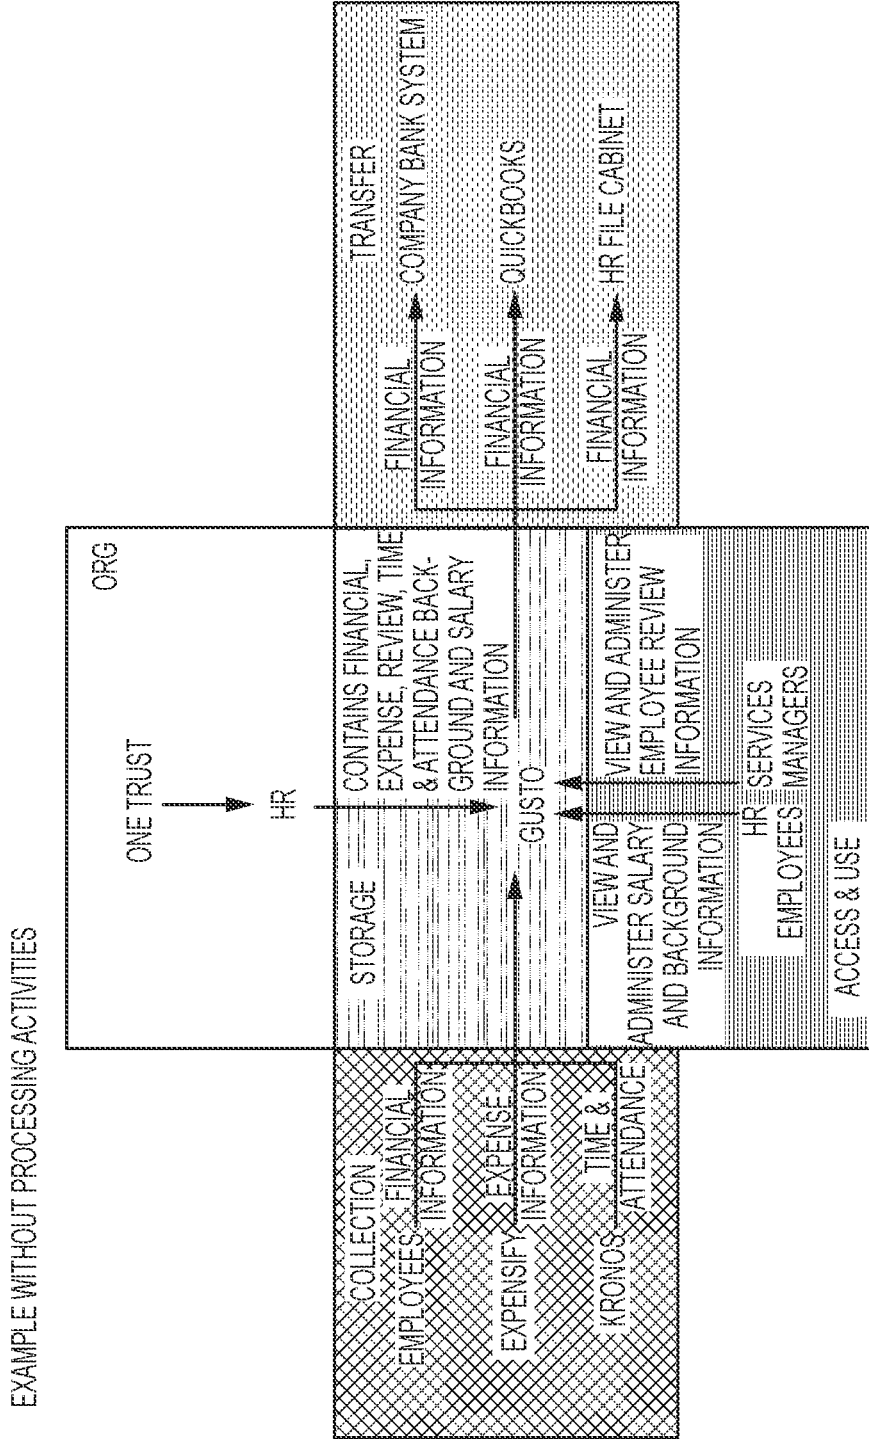 EXAMPLE WITHOUT PROCESSING ACTIVITIES
ORG
ONE TRUST
HR
COLLECTION
EMPLOYEES
FINANCIAL
INFORMATION
EXPENSIFY
EXPENSE
INFORMATION
KRONOS
TIME &
ATTENDANCE
STORAGE
CONTAINS FINANCIAL,
EXPENSE, REVIEW, TIME
& ATTENDANCE BACK-
GROUND AND SALARY
INFORMATION
GUSTO
TRANSFER
FINANCIAL
INFORMATION
COMPANY BANK SYSTEM
FINANCIAL
INFORMATION
QUICKBOOKS
FINANCIAL
INFORMATION
HR FILE CABINET
VIEW AND
ADMINISTER SALARY
AND BACKGROUND
INFORMATION
VIEW AND ADMINISTER
EMPLOYEE REVIEW
INFORMATION
HR
EMPLOYEES
SERVICES
MANAGERS
ACCESS & USE